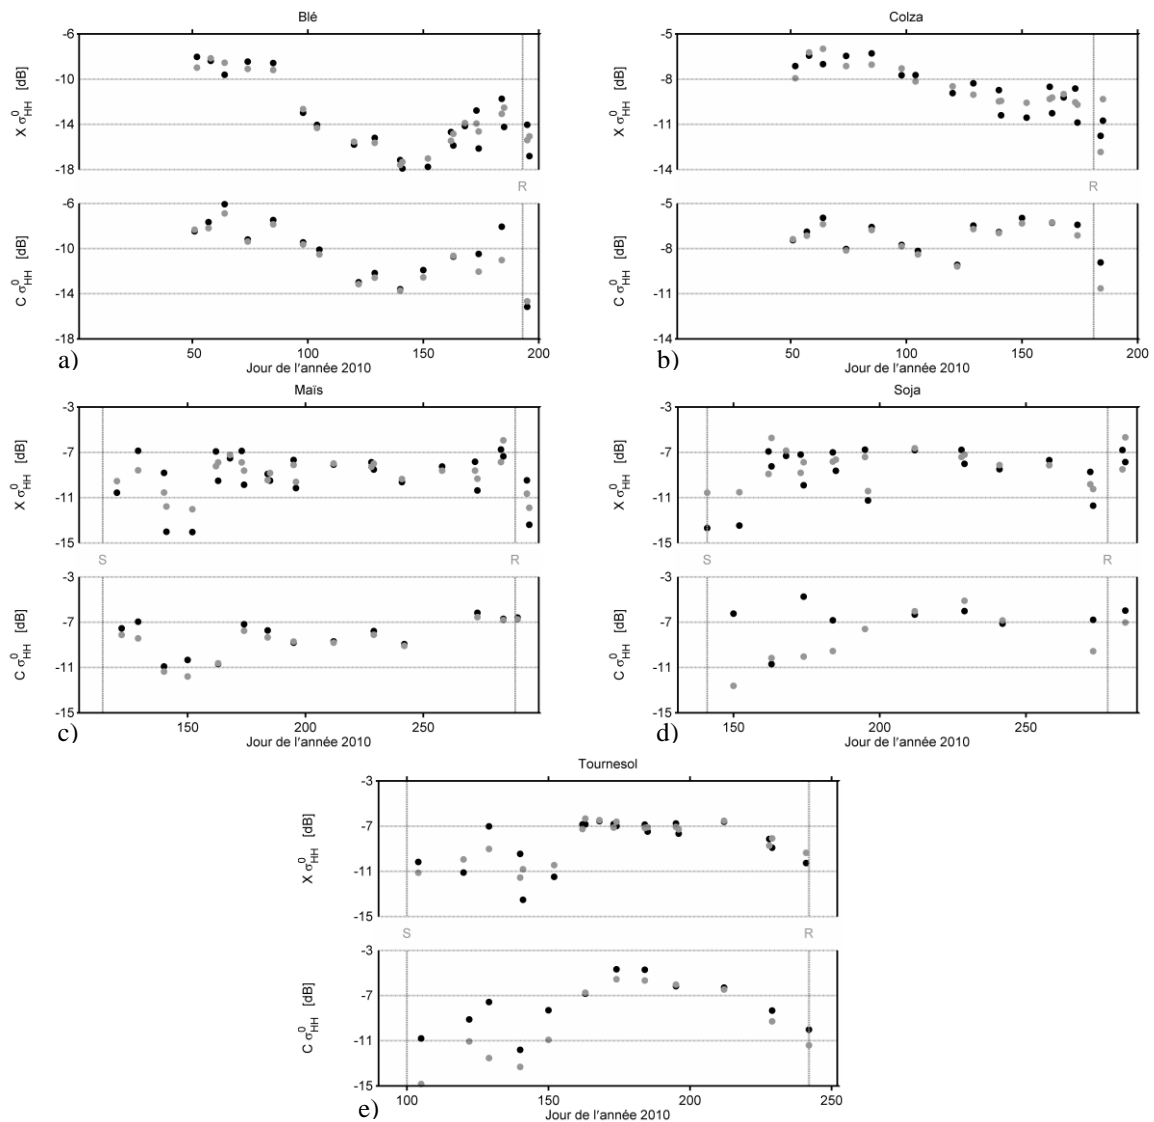 Blé
-6
-10
-14
-18
X σ⁰HH [dB]
R
-6
-10
-14
-18
C σ⁰HH [dB]
50 100 150 200
Jour de l'année 2010
a)
Colza
-5
-8
-11
-14
X σ⁰HH [dB]
R
-5
-8
-11
-14
C σ⁰HH [dB]
50 100 150 200
Jour de l'année 2010
b)
Maïs
-3
-7
-11
-15
X σ⁰HH [dB]
S R
-3
-7
-11
-15
C σ⁰HH [dB]
150 200 250
Jour de l'année 2010
c)
Soja
-3
-7
-11
-15
X σ⁰HH [dB]
S R
-3
-7
-11
-15
C σ⁰HH [dB]
150 200 250
Jour de l'année 2010
d)
Tournesol
-3
-7
-11
-15
X σ⁰HH [dB]
S R
-3
-7
-11
-15
C σ⁰HH [dB]
100 150 200 250
Jour de l'année 2010
e)